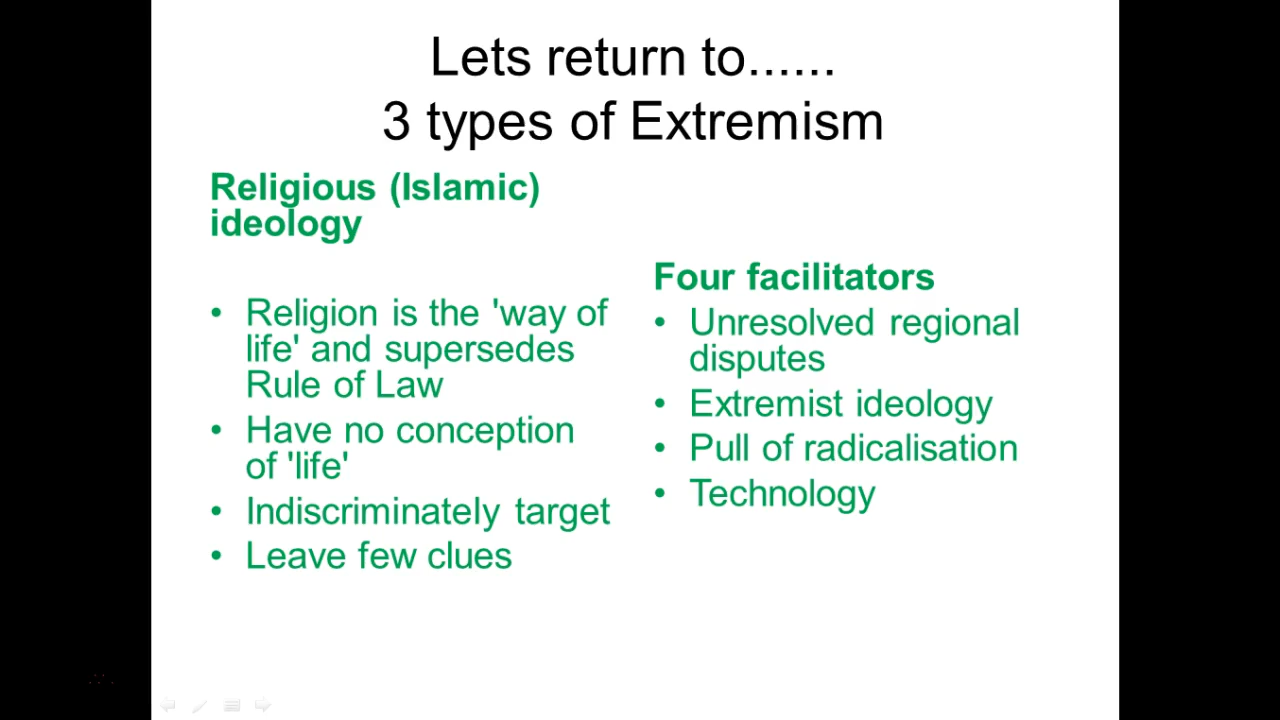 Lets return to......
3 types of Extremism
Religious (Islamic)
ideology
• Religion is the 'way of
life' and supersedes
Rule of Law
• Have no conception
of 'life'
• Indiscriminately target
• Leave few clues
Four facilitators
• Unresolved regional
disputes
• Extremist ideology
• Pull of radicalisation
• Technology